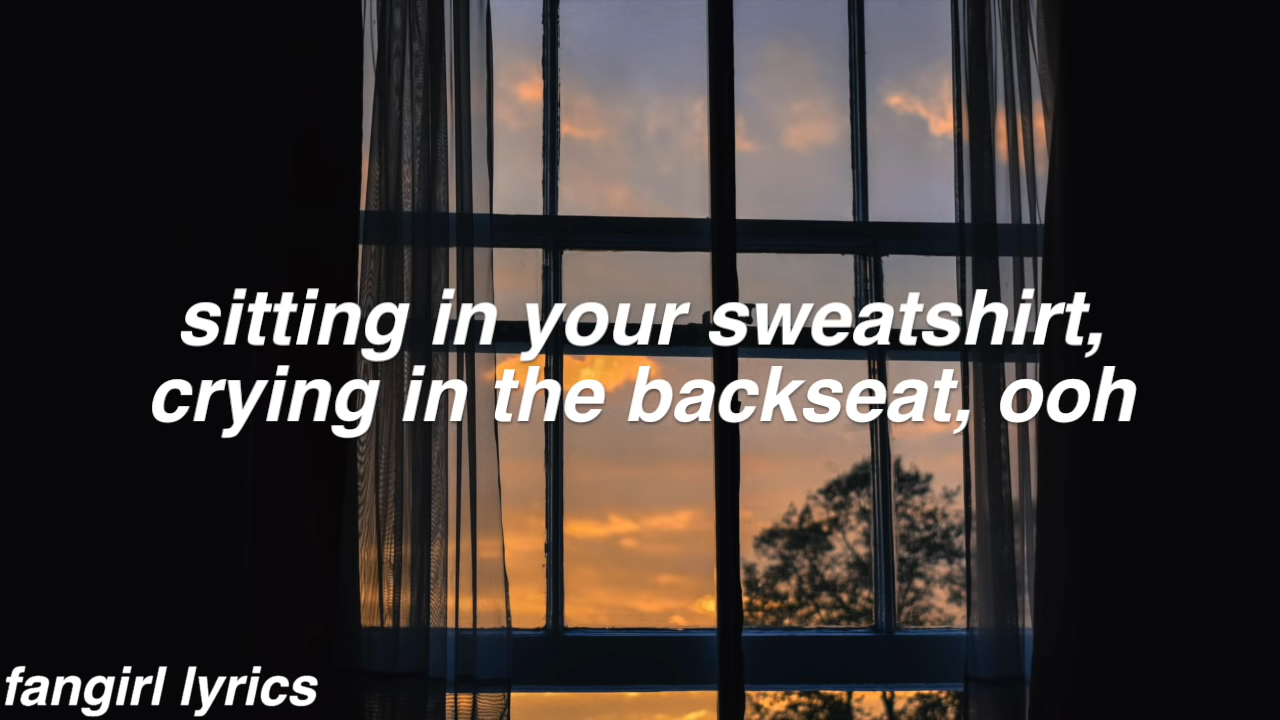 sitting in your sweatshirt,
crying in the backseat, ooh
fangirl lyrics